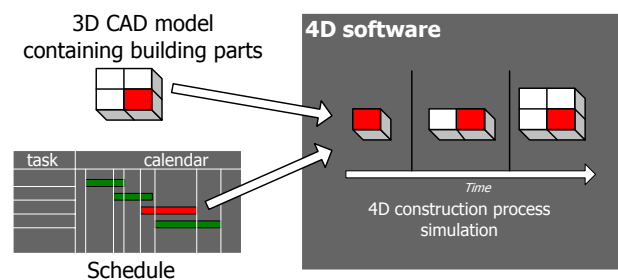 3D CAD model
containing building parts
4D software
task
calendar
Time
4D construction process
simulation
Schedule